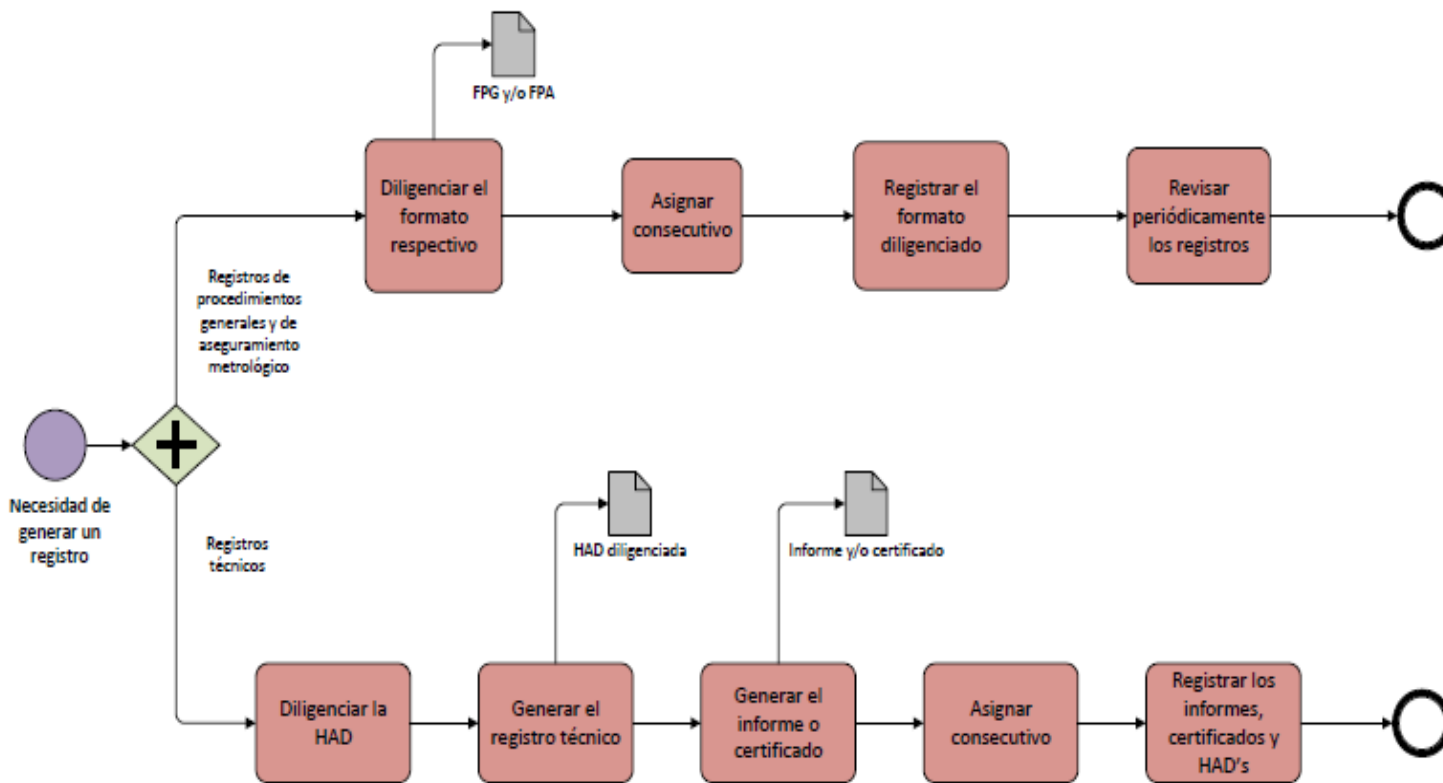 FPG y/o FPA
Diligenciar el
formato
respectivo
Asignar
consecutivo
Registrar el
formato
diligenciado
Revisar
periódicamente
los registros
Registros de
procedimientos
generales y de
aseguramiento
metrológico
Necesidad de
generar un
registro
Registros
técnicos
HAD diligenciada
Informe y/o certificado
Diligenciar la
HAD
Generar el
registro técnico
Generar el
informe o
certificado
Asignar
consecutivo
Registrar los
informes,
certificados y
HAD's